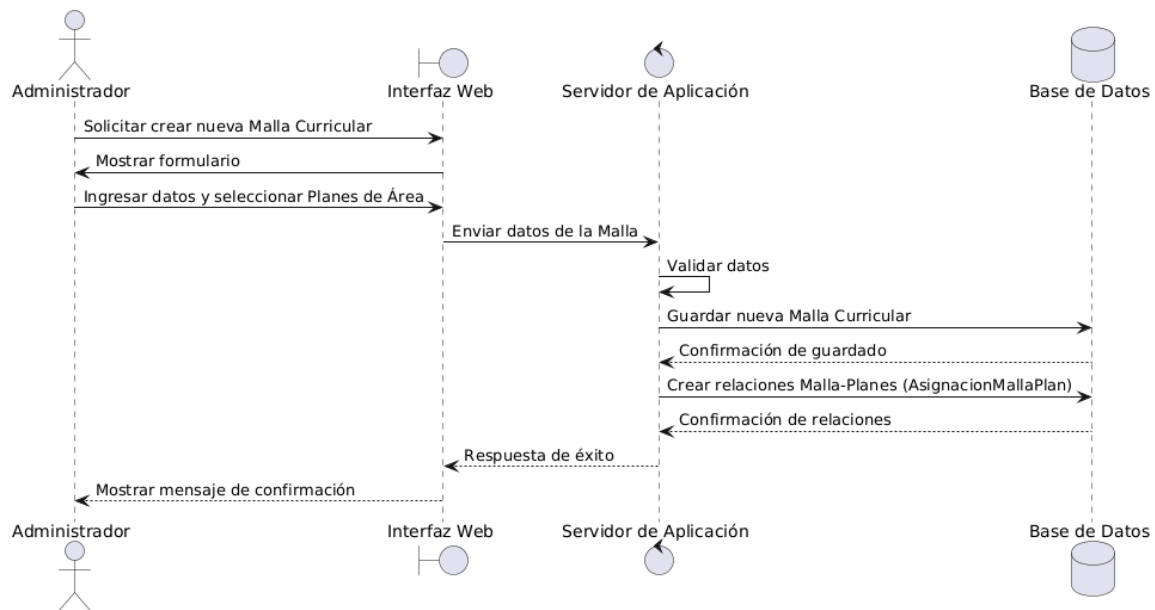 Administrador
Interfaz Web
Servidor de Aplicación
Base de Datos
Solicitar crear nueva Malla Curricular
Mostrar formulario
Ingresar datos y seleccionar Planes de Área
Enviar datos de la Malla
Validar datos
Guardar nueva Malla Curricular
Confirmación de guardado
Crear relaciones Malla-Planes (AsignacionMallaPlan)
Confirmación de relaciones
Respuesta de éxito
Mostrar mensaje de confirmación
Administrador
Interfaz Web
Servidor de Aplicación
Base de Datos